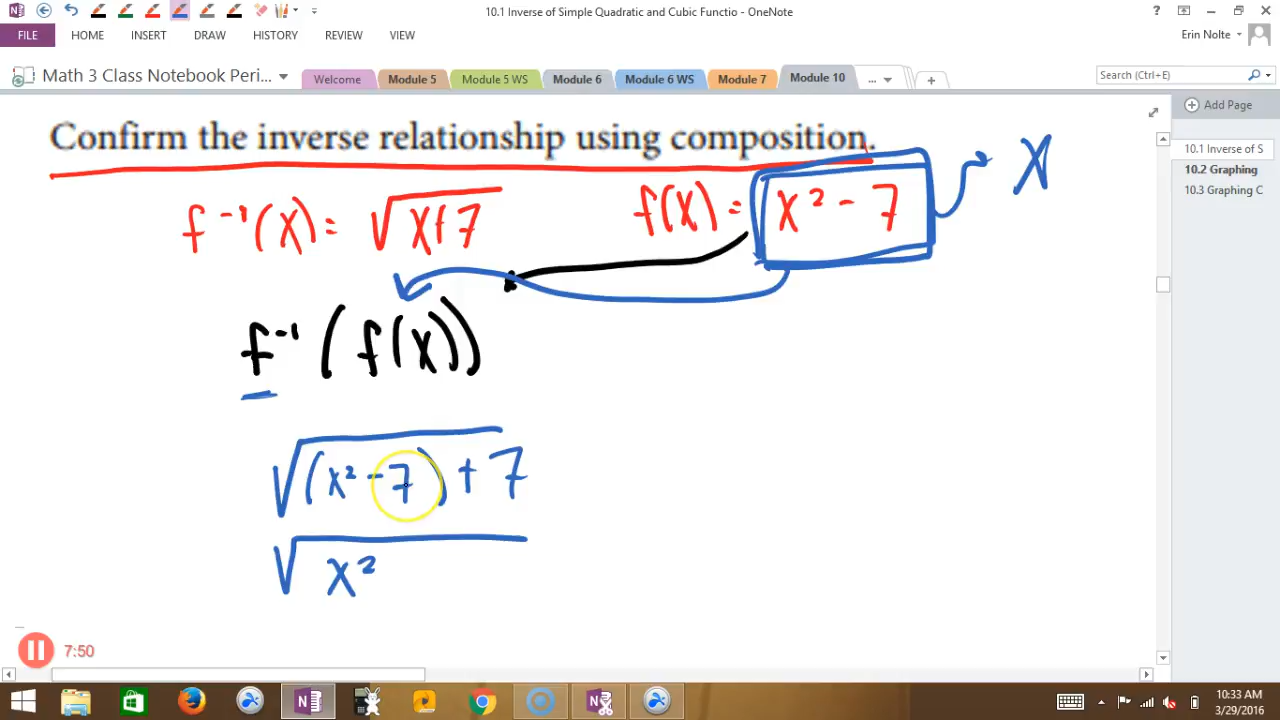 10.1 Inverse of Simple Quadratic and Cubic Functio - OneNote
FILE HOME INSERT DRAW HISTORY REVIEW VIEW
Erin Nolte
Math 3 Class Notebook Peri...
Welcome Module 5 Module 5 WS Module 6 Module 6 WS Module 7 Module 10 ...
Search (Ctrl+E)
Add Page
10.1 Inverse of S
10.2 Graphing
10.3 Graphing C
Confirm the inverse relationship using composition.
f⁻¹(x) = √x+7 f(x) = x² - 7 x
f⁻¹(f(x))
√(x² - 7) + 7
√x²
7:50
10:33 AM
3/29/2016